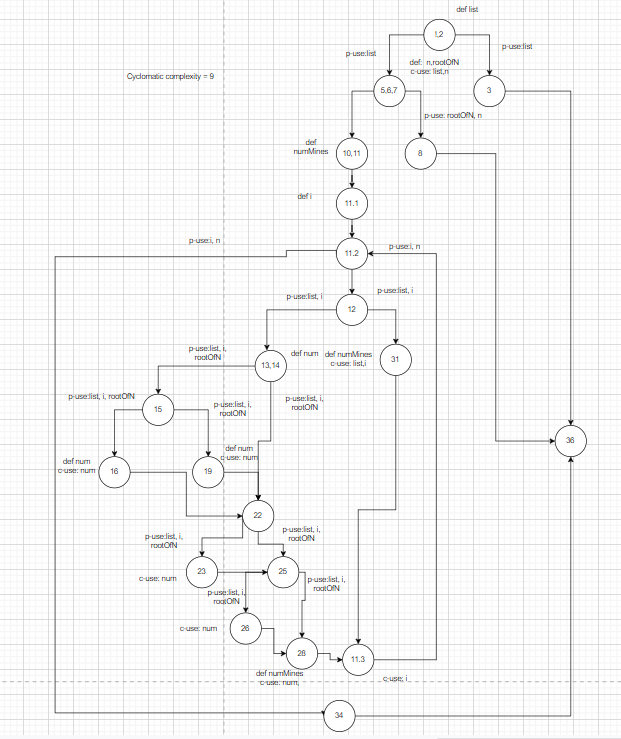 def list
1,2
p-use:list
p-use:list
def: n,rootOfN
c-use: list,n
Cyclomatic complexity = 9
5,6,7
3
p-use: rootOfN, n
def
numMines
10,11
8
def i
11.1
p-use:i, n
p-use:i, n
11.2
p-use:list, i
p-use:list, i
12
p-use:list, i,
rootOfN
def num
def numMines
c-use: list,i
13,14
31
p-use:list, i, rootOfN
p-use:list, i,
rootOfN
p-use:list, i,
rootOfN
15
36
def num
c-use: num
def num
c-use: num
16
19
22
p-use:list, i,
rootOfN
p-use:list, i,
rootOfN
23
25
c-use: num
p-use:list, i,
rootOfN
p-use:list, i,
rootOfN
c-use: num
26
28
11.3
def numMines
c-use: num,
c-use: i
34